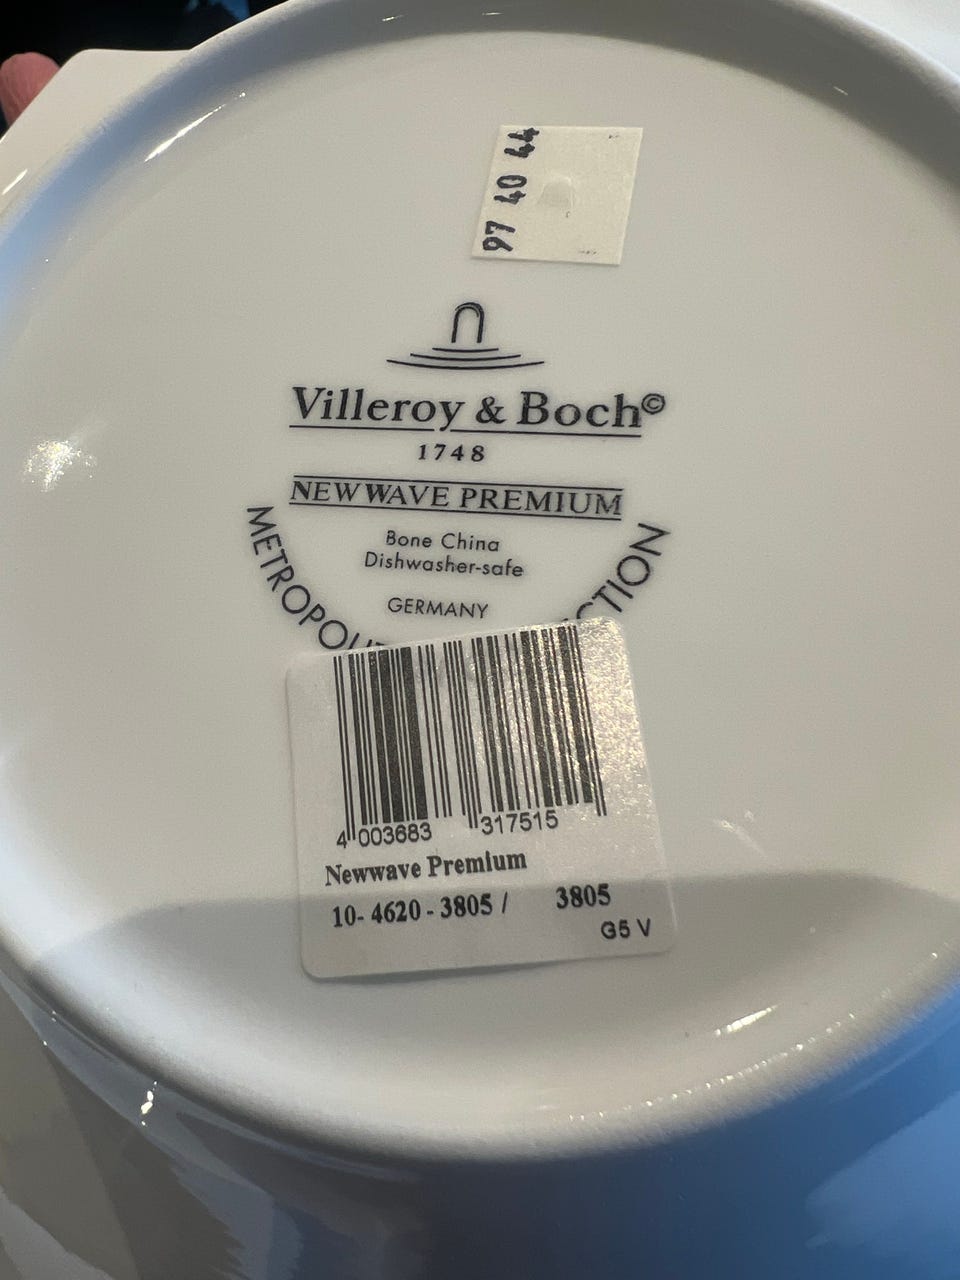 97 40 44
Villeroy & Boch©
1748
NEWWAVE PREMIUM
Bone China
Dishwasher-safe
GERMANY
4 003683 317515
Newwave Premium
10- 4620 - 3805 / 3805
G5 V